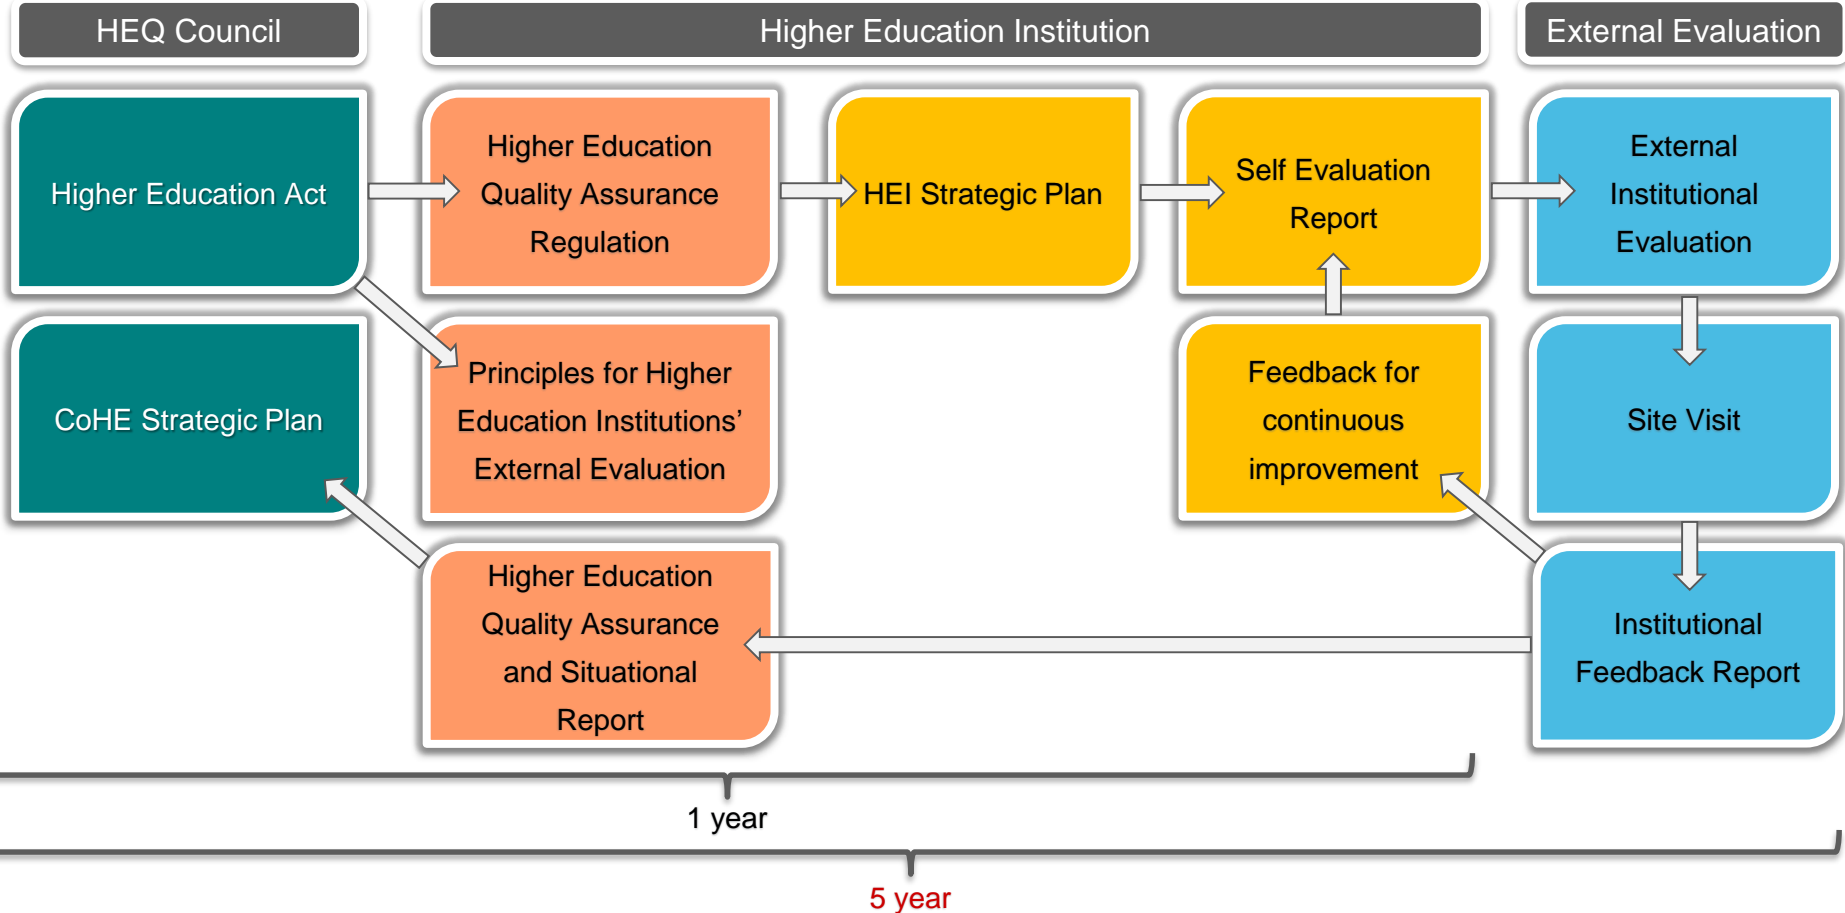 HEQ Council
Higher Education Institution
External Evaluation
Higher Education Act
Higher Education
Quality Assurance
Regulation
HEI Strategic Plan
Self Evaluation
Report
External
Institutional
Evaluation
CoHE Strategic Plan
Principles for Higher
Education Institutions’
External Evaluation
Feedback for
continuous
improvement
Site Visit
Higher Education
Quality Assurance
and Situational
Report
Institutional
Feedback Report
1 year
5 year